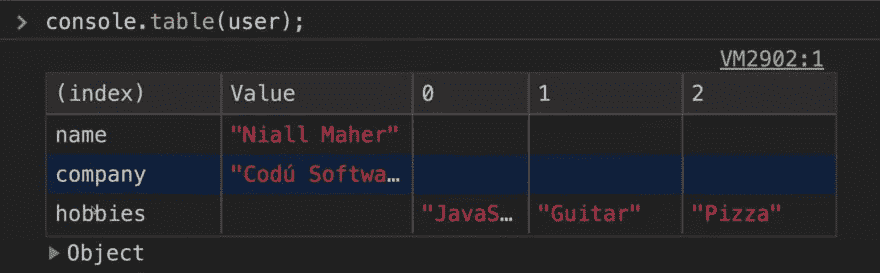 > console.table(user);
VM2902:1
(index) Value 0 1 2
name "Niall Maher"
company "Codú Softwa…
hobbies "JavaS… "Guitar" "Pizza"
Object